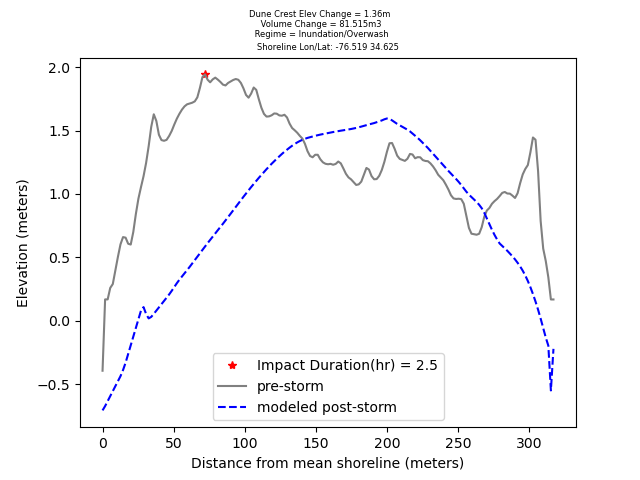 Dune Crest Elev Change = 1.36m
Volume Change = 81.515m3
Regime = Inundation/Overwash
Shoreline Lon/Lat: -76.519 34.625
2.0
1.5
1.0
0.5
0.0
−0.5
Elevation (meters)
Impact Duration(hr) = 2.5
pre-storm
modeled post-storm
0 50 100 150 200 250 300
Distance from mean shoreline (meters)